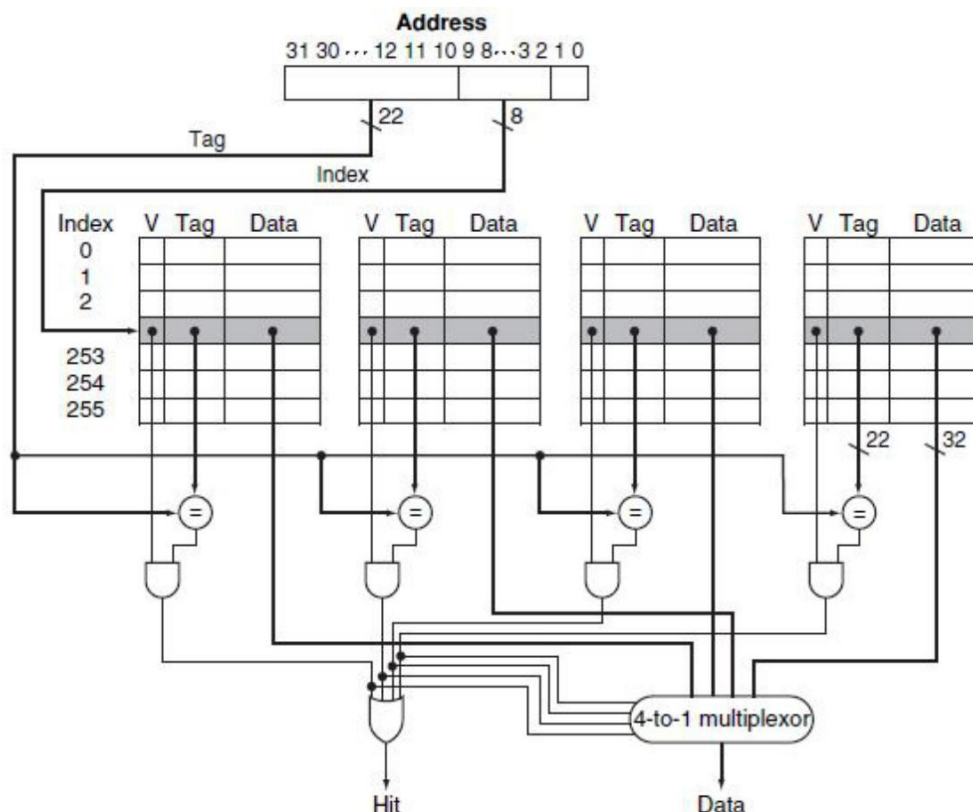 Address
31 30 ··· 12 11 10 9 8···3 2 1 0
22
8
Tag
Index
Index V Tag Data V Tag Data V Tag Data V Tag Data
0
1
2
253
254
255
22 32
= = = =
4-to-1 multiplexor
Hit Data